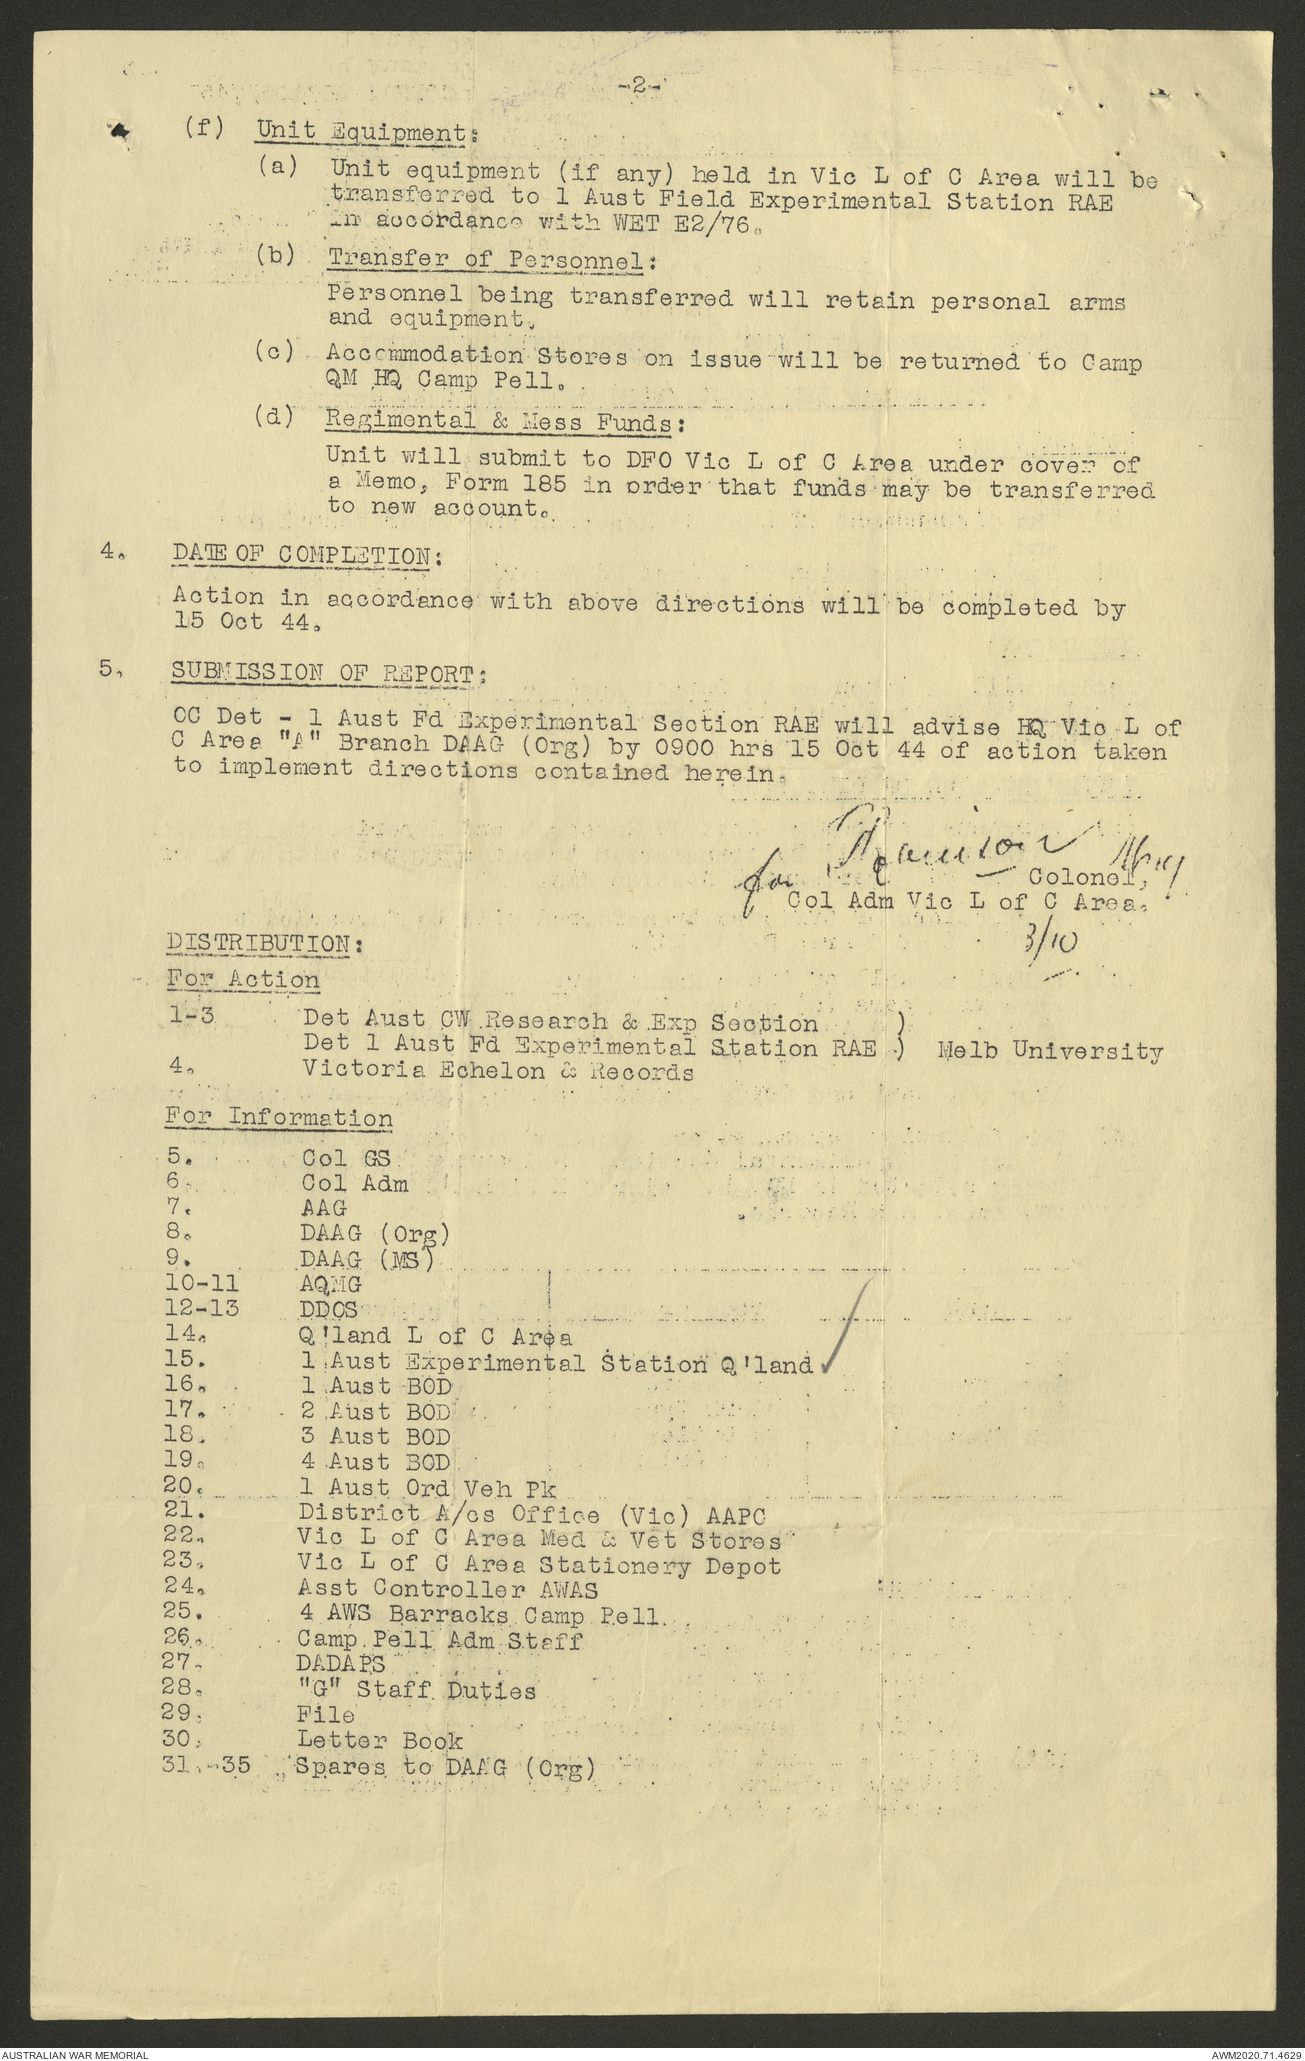 -2-
(f) Unit Equipment:
(a) Unit equipment (if any) held in Vic L of C Area will be
transferred to 1 Aust Field Experimental Station RAE
in accordance with WET E2/76.
(b) Transfer of Personnel:
Personnel being transferred will retain personal arms
and equipment.
(c) Accommodation Stores on issue will be returned to Camp
QM HQ Camp Pell.
(d) Regimental & Mess Funds:
Unit will submit to DFO Vic L of C Area under cover of
a Memo, Form 185 in order that funds may be transferred
to new account.
4. DATE OF COMPLETION:
Action in accordance with above directions will be completed by
15 Oct 44.
5. SUBMISSION OF REPORT:
OC Det - 1 Aust Fd Experimental Section RAE will advise HQ Vic L of
C Area "A" Branch DAAG (Org) by 0900 hrs 15 Oct 44 of action taken
to implement directions contained herein.
for
Colonel,
Col Adm Vic L of C Area.
3/10
DISTRIBUTION:
For Action
1-3 Det Aust CW Research & Exp Section )
Det 1 Aust Fd Experimental Station RAE ) Melb University
4. Victoria Echelon & Records
For Information
5. Col GS
6. Col Adm
7. AAG
8. DAAG (Org)
9. DAAG (MS)
10-11 AQMG
12-13 DDOS
14. Q'land L of C Area
15. 1 Aust Experimental Station Q'land
16. 1 Aust BOD
17. 2 Aust BOD
18. 3 Aust BOD
19. 4 Aust BOD
20. 1 Aust Ord Veh Pk
21. District A/cs Office (Vic) AAPC
22. Vic L of C Area Med & Vet Stores
23. Vic L of C Area Stationery Depot
24. Asst Controller AWAS
25. 4 AWS Barracks Camp Pell.
26. Camp Pell Adm Staff
27. DADAPS
28. "G" Staff Duties
29. File
30. Letter Book
31.-35 Spares to DAAG (Org)
AUSTRALIAN WAR MEMORIAL
AWM2020.71.4629